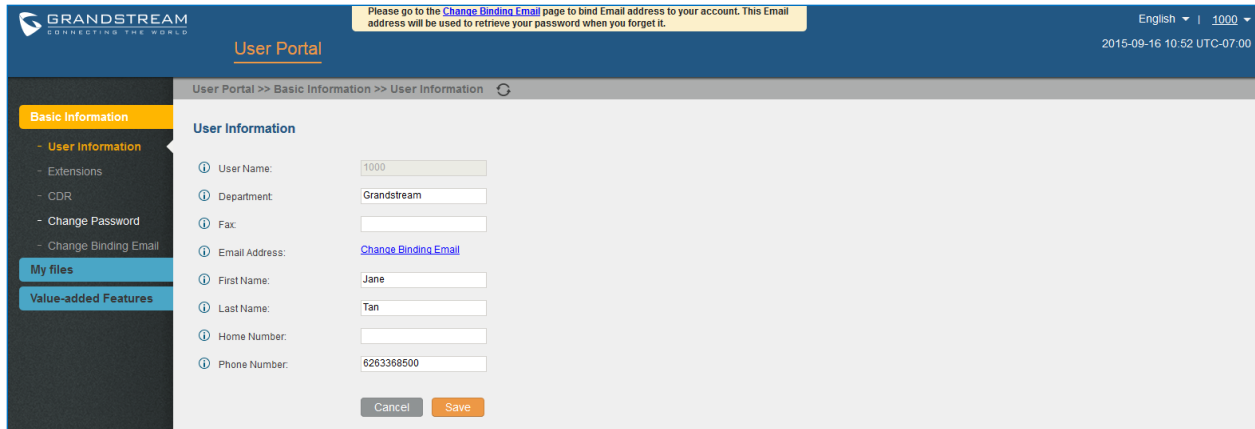 GRANDSTREAM
CONNECTING THE WORLD
Please go to the Change Binding Email page to bind Email address to your account. This Email
address will be used to retrieve your password when you forget it.
English | 1000
2015-09-16 10:52 UTC-07:00
User Portal
User Portal >> Basic Information >> User Information
Basic Information
- User Information
- Extensions
- CDR
- Change Password
- Change Binding Email
My files
Value-added Features
User Information
User Name: 1000
Department: Grandstream
Fax:
Email Address: Change Binding Email
First Name: Jane
Last Name: Tan
Home Number:
Phone Number: 6263368500
Cancel Save